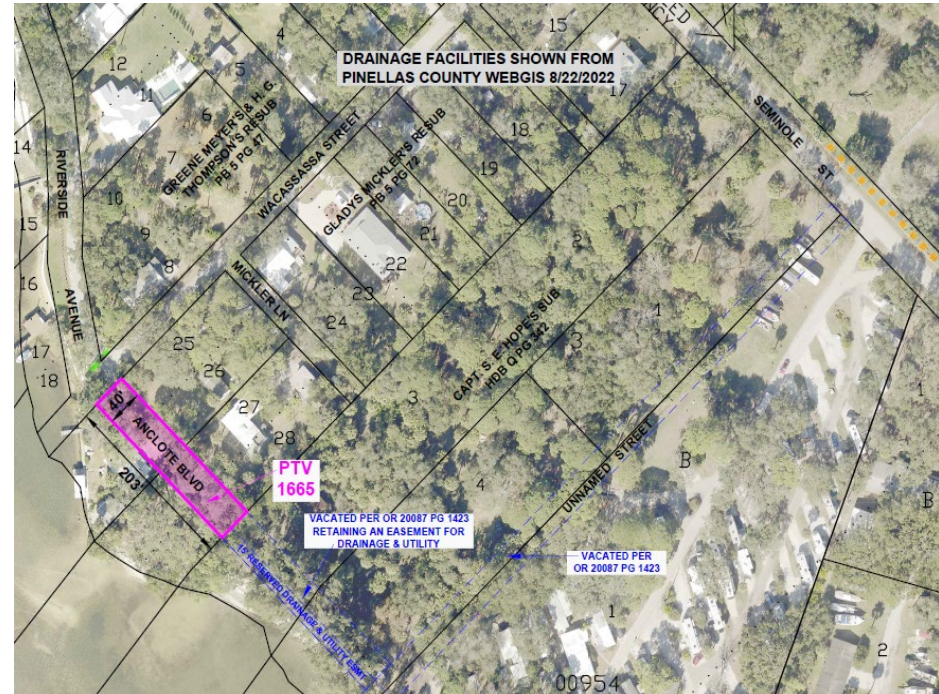 DRAINAGE FACILITIES SHOWN FROM
PINELLAS COUNTY WEBGIS 8/22/2022
4
15
12
11
5
6
17
SEMINOLE ST
GREENE MEYER'S & H. G.
THOMPSON'S RESUB
PB 5 PG 47
7
18
14
RIVERSIDE AVENUE
WACASSASSA STREET
GLADYS MICKLER'S RESUB
PB 5 PG 72
19
10
20
15
9
21
2
8
22
16
MICKLER LN
23
1
CAPT. S. E. HOPE'S SUB
HDB Q PG 342
24
3
17
25
18
26
1
40'
27
3
ANCLOTE BLVD
28
203'
UNNAMED STREET
B
PTV
1665
4
B
VACATED PER OR 20087 PG 1423
RETAINING AN EASEMENT FOR
DRAINAGE & UTILITY
VACATED PER
OR 20087 PG 1423
15' RESERVED DRAINAGE & UTILITY ESMT
1
2
00954